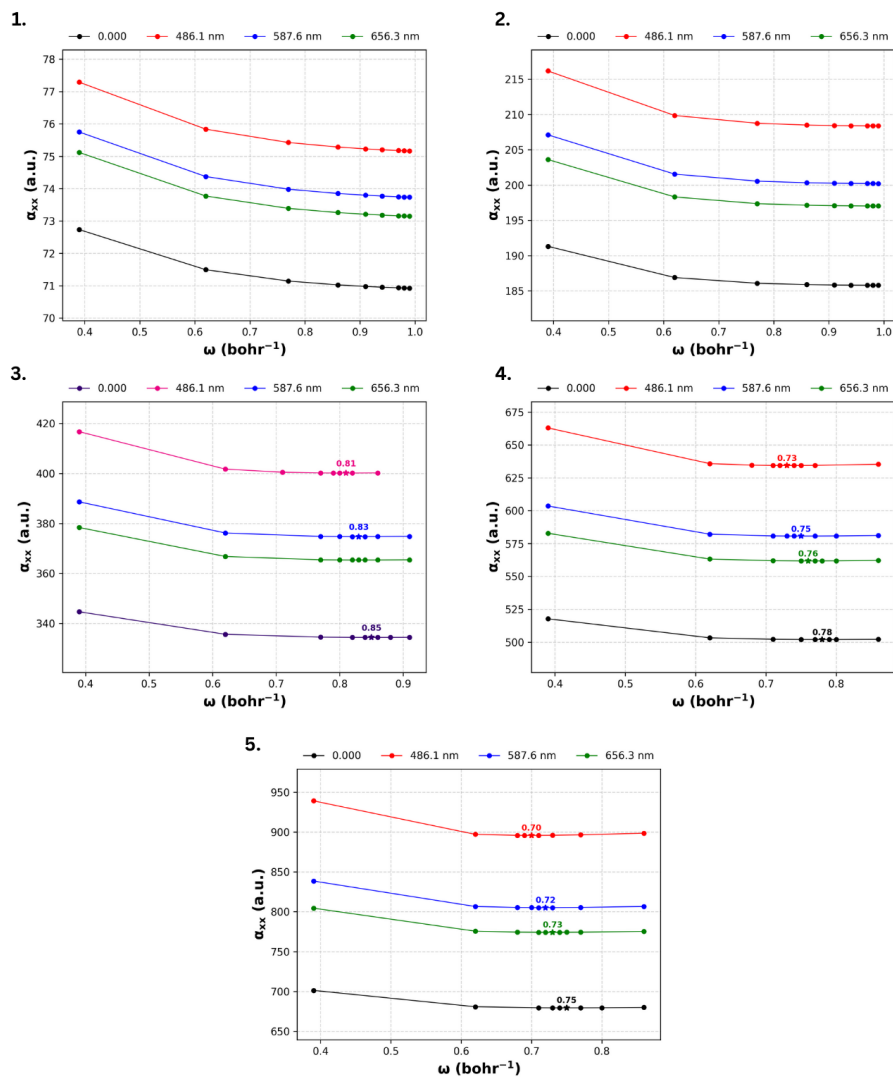 1.
0.000 486.1 nm 587.6 nm 656.3 nm
78
77
76
75
74
73
72
71
70
αxx (a.u.)
0.4 0.5 0.6 0.7 0.8 0.9 1.0
ω (bohr⁻¹)
2.
0.000 486.1 nm 587.6 nm 656.3 nm
215
210
205
200
195
190
185
αxx (a.u.)
0.4 0.5 0.6 0.7 0.8 0.9 1.0
ω (bohr⁻¹)
3.
0.000 486.1 nm 587.6 nm 656.3 nm
420
400
380
360
340
αxx (a.u.)
0.81
0.83
0.85
0.4 0.5 0.6 0.7 0.8 0.9
ω (bohr⁻¹)
4.
0.000 486.1 nm 587.6 nm 656.3 nm
675
650
625
600
575
550
525
500
αxx (a.u.)
0.73
0.75
0.76
0.78
0.4 0.5 0.6 0.7 0.8
ω (bohr⁻¹)
5.
0.000 486.1 nm 587.6 nm 656.3 nm
950
900
850
800
750
700
650
αxx (a.u.)
0.70
0.72
0.73
0.75
0.4 0.5 0.6 0.7 0.8
ω (bohr⁻¹)